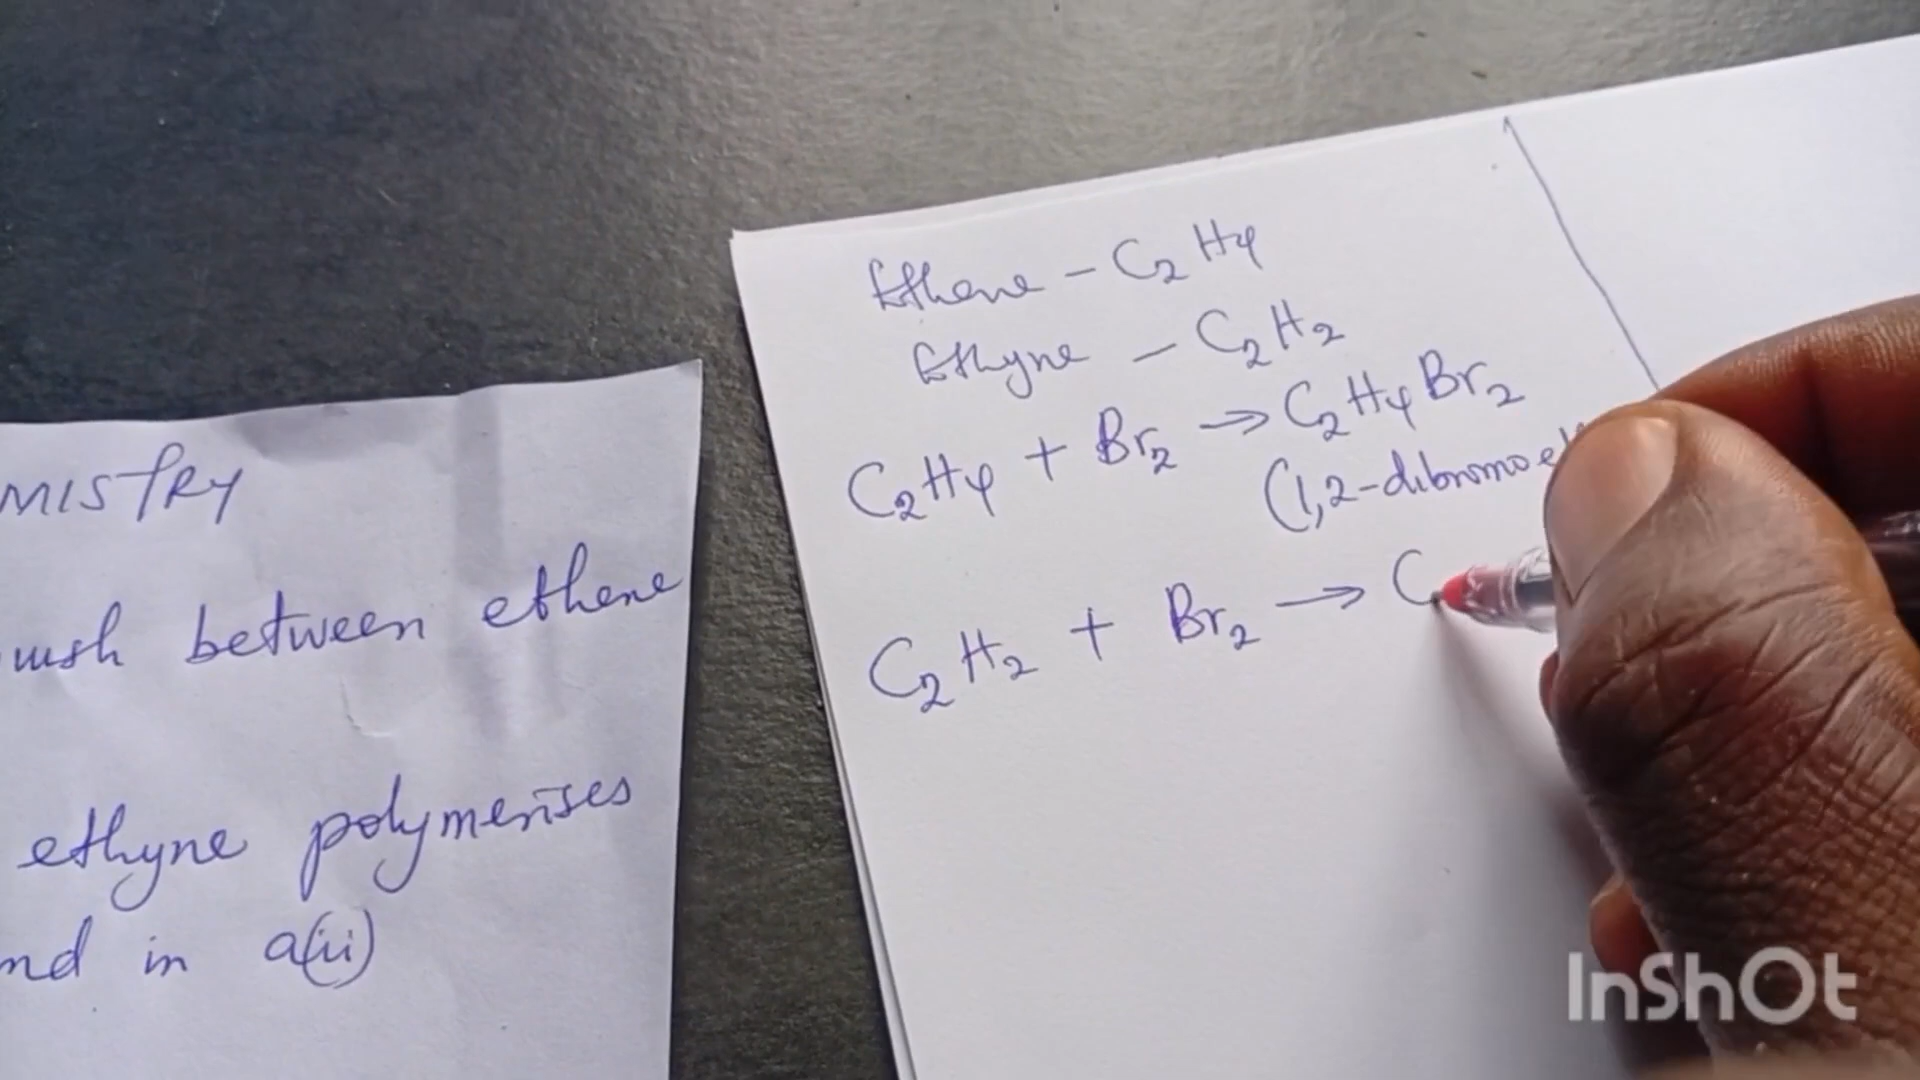 MISTRY
between ethene
ethyne polymerises
in a(ii)
Ethene - C2H4
Ethyne - C2H2
C2H4 + Br2 → C2H4Br2
(1,2-dibromoe
C2H2 + Br2 → C
InShOt